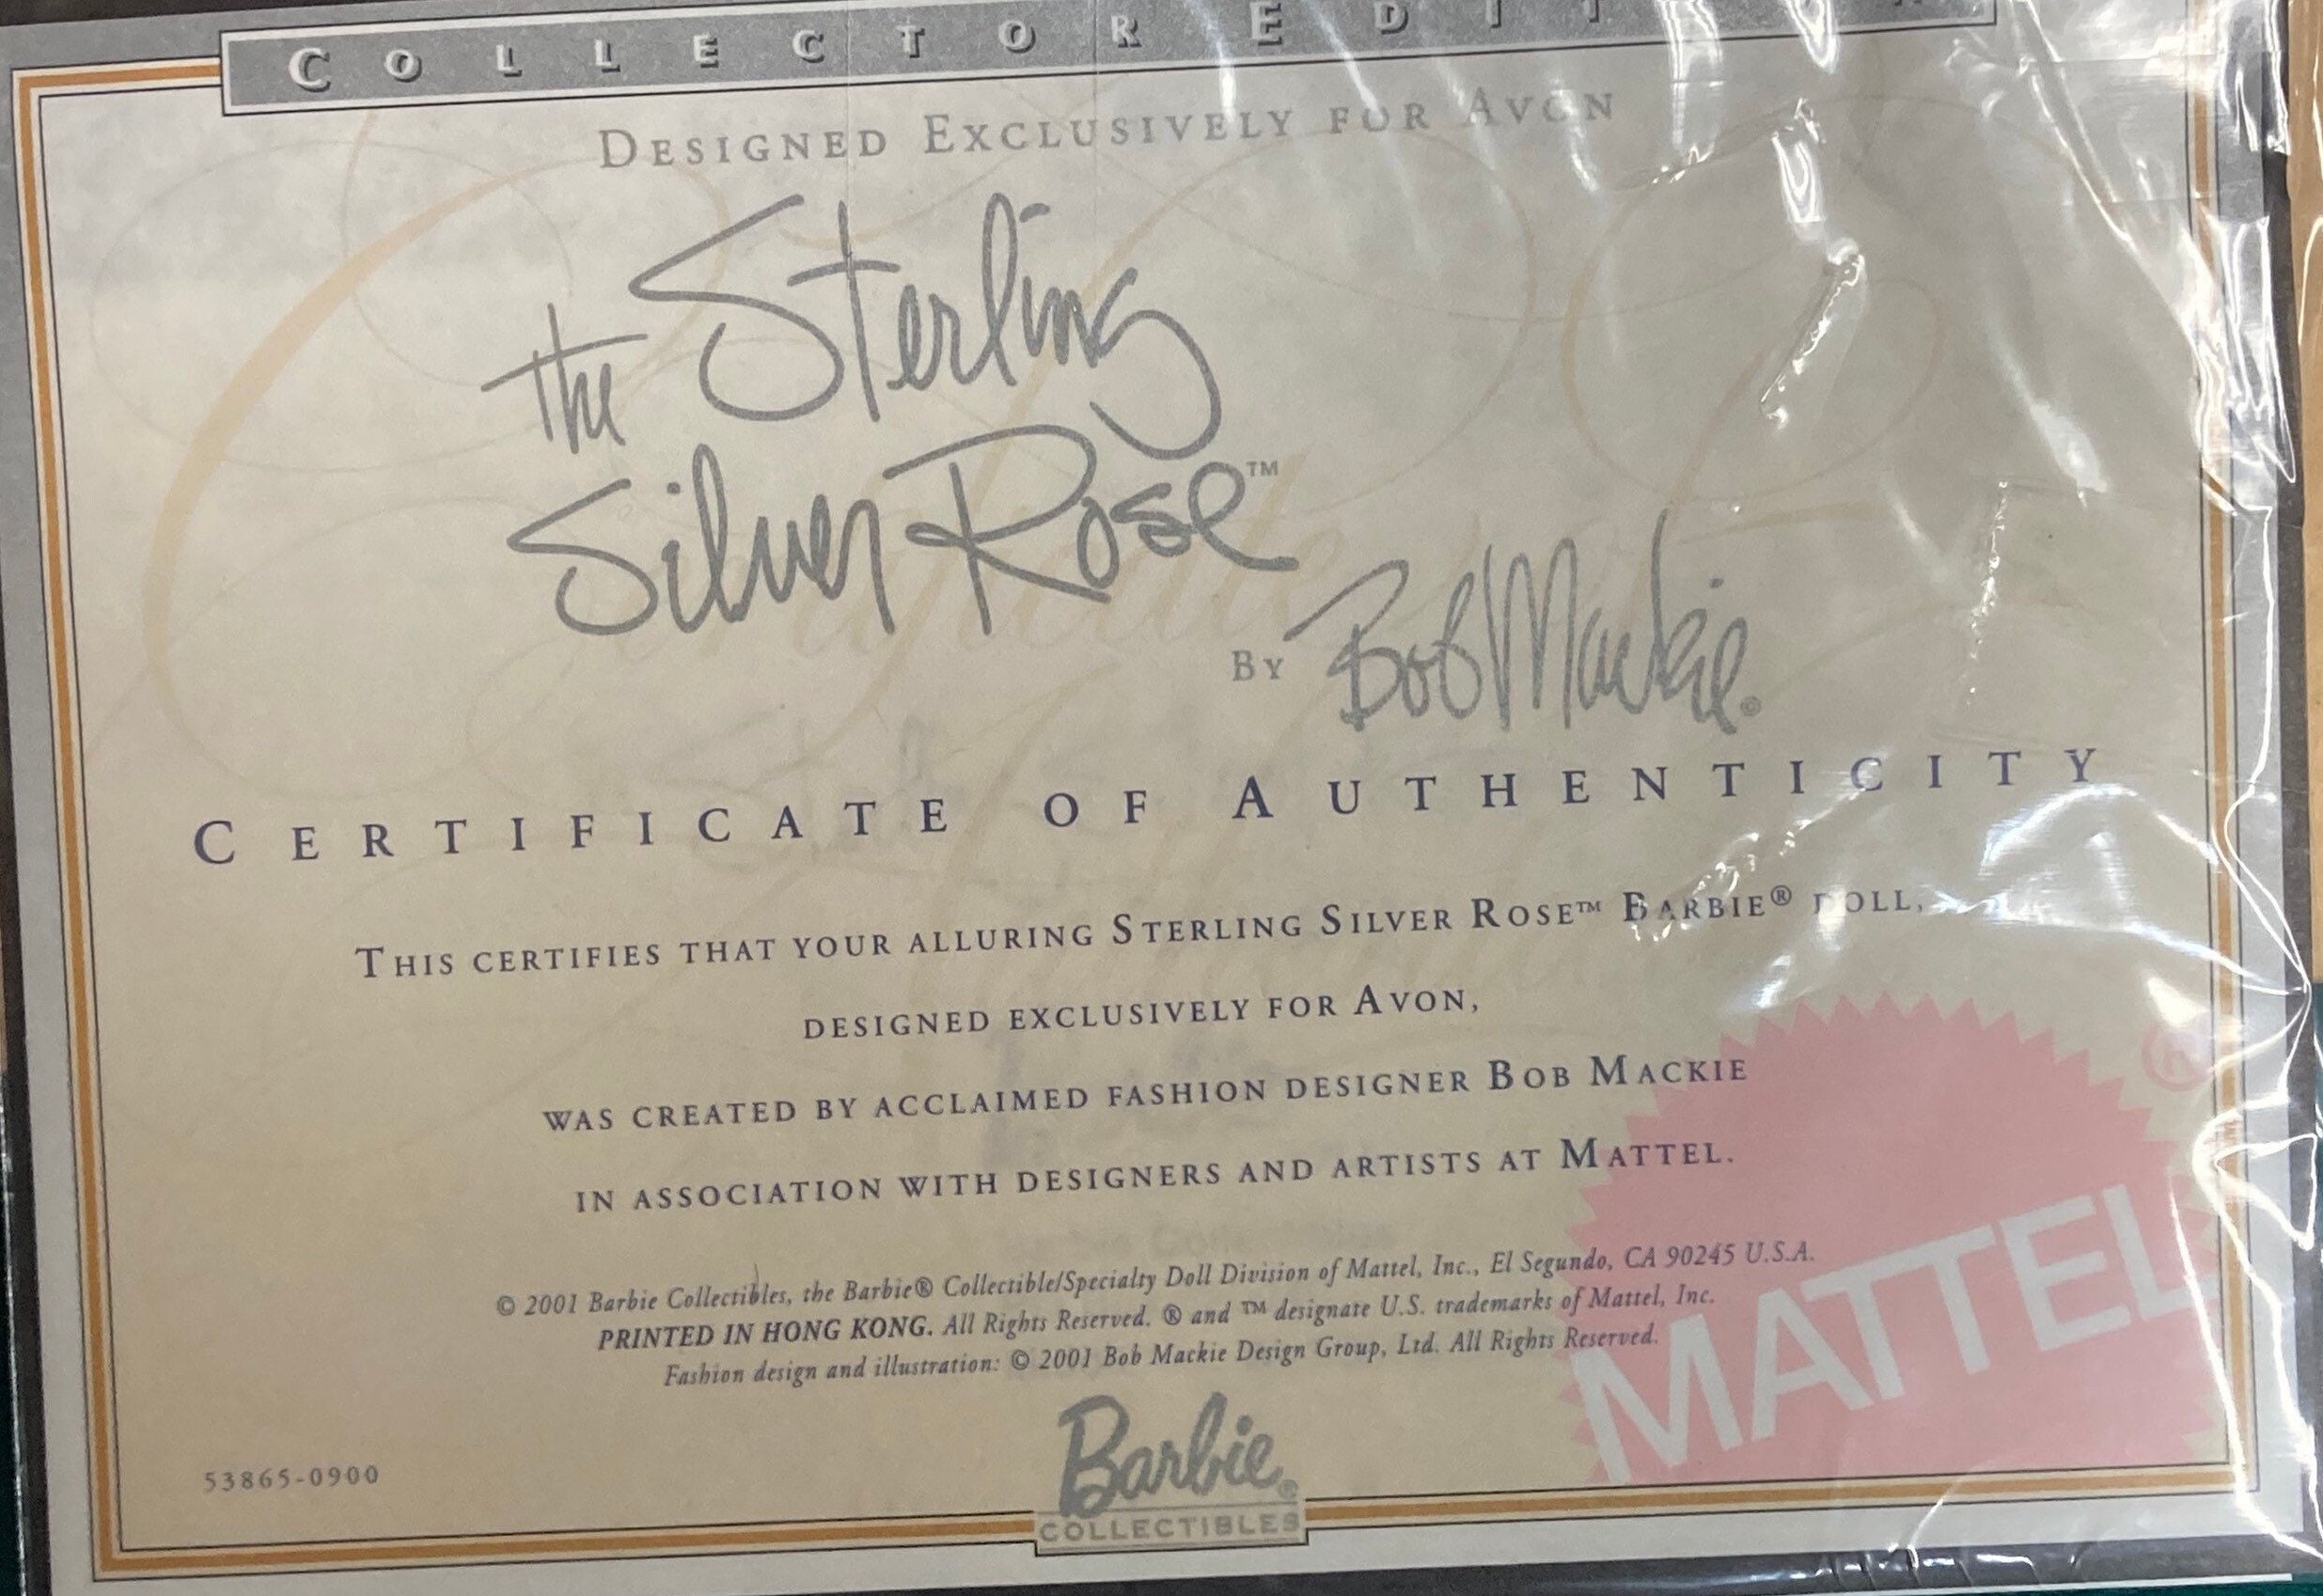 COLLECTOR EDITION
DESIGNED EXCLUSIVELY FOR AVON
the Sterling
Silver Rose™
BY Bob Mackie®
CERTIFICATE OF AUTHENTICITY
THIS CERTIFIES THAT YOUR ALLURING STERLING SILVER ROSE™ BARBIE® DOLL,
DESIGNED EXCLUSIVELY FOR AVON,
WAS CREATED BY ACCLAIMED FASHION DESIGNER BOB MACKIE
IN ASSOCIATION WITH DESIGNERS AND ARTISTS AT MATTEL.
© 2001 Barbie Collectibles, the Barbie® Collectible/Specialty Doll Division of Mattel, Inc., El Segundo, CA 90245 U.S.A.
PRINTED IN HONG KONG. All Rights Reserved. ® and ™ designate U.S. trademarks of Mattel, Inc.
Fashion design and illustration: © 2001 Bob Mackie Design Group, Ltd. All Rights Reserved.
MATTEL®
53865-0900
Barbie®
COLLECTIBLES